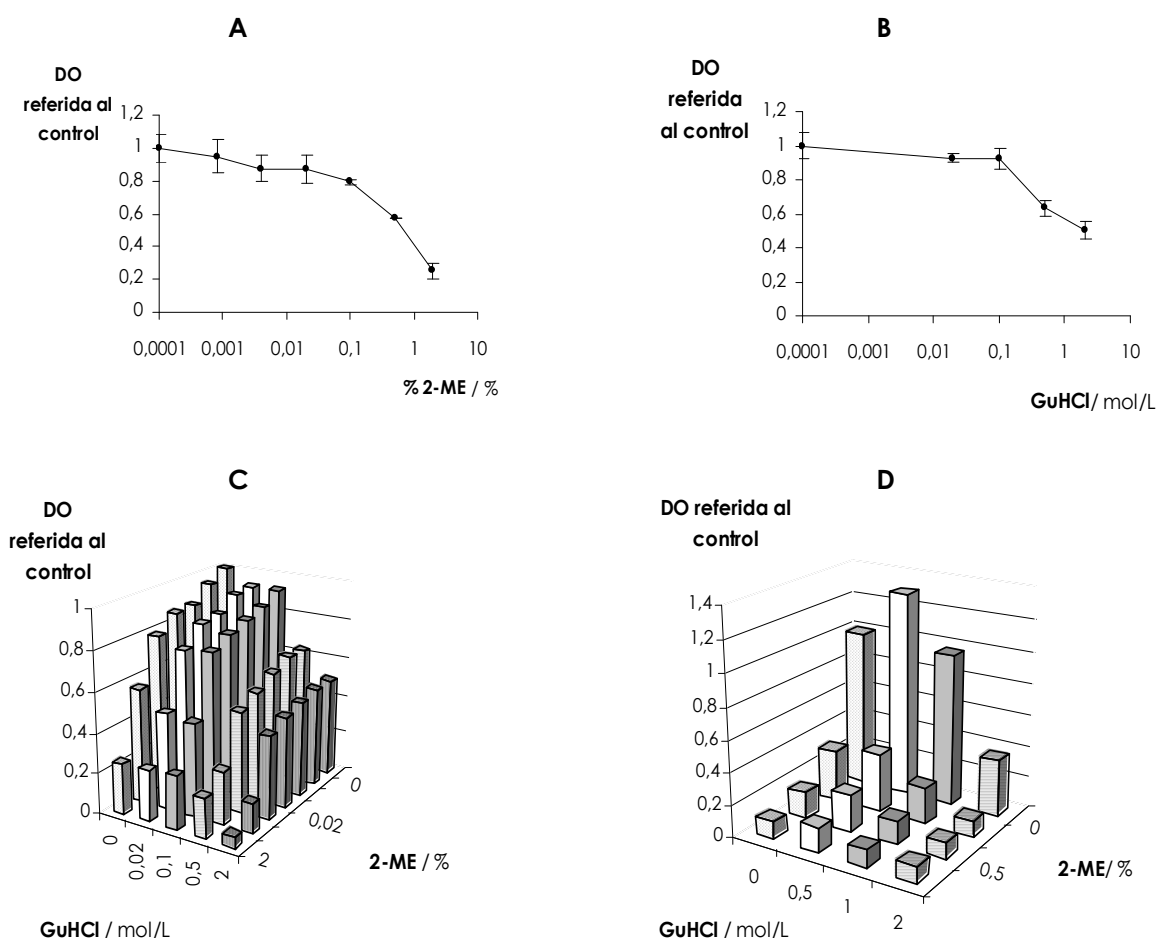 A
DO
referida al
control
1,2
1
0,8
0,6
0,4
0,2
0
0,0001 0,001 0,01 0,1 1 10
% 2-ME / %
B
DO
referida
al control
1,2
1
0,8
0,6
0,4
0,2
0
0,0001 0,001 0,01 0,1 1 10
GuHCl/ mol/L
C
DO
referida al
control
1
0,8
0,6
0,4
0,2
0
0 0,02 0,1 0,5 2
2 0,02 0
2-ME / %
GuHCl / mol/L
D
DO referida al
control
1,4
1,2
1
0,8
0,6
0,4
0,2
0
0 0,5 1 2
0,5 0
2-ME/ %
GuHCl / mol/L